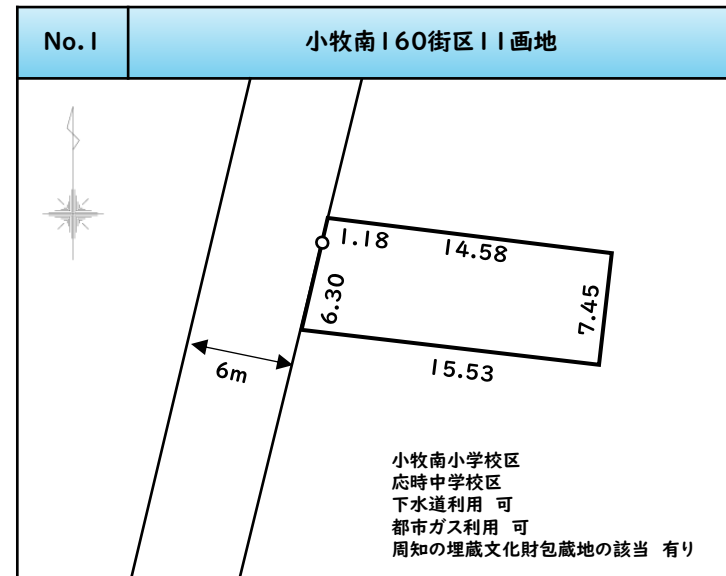 No.1
小牧南160街区11画地
1.18
14.58
6.30
7.45
15.53
6m
小牧南小学校区
応時中学校区
下水道利用 可
都市ガス利用 可
周知の埋蔵文化財包蔵地の該当 有り